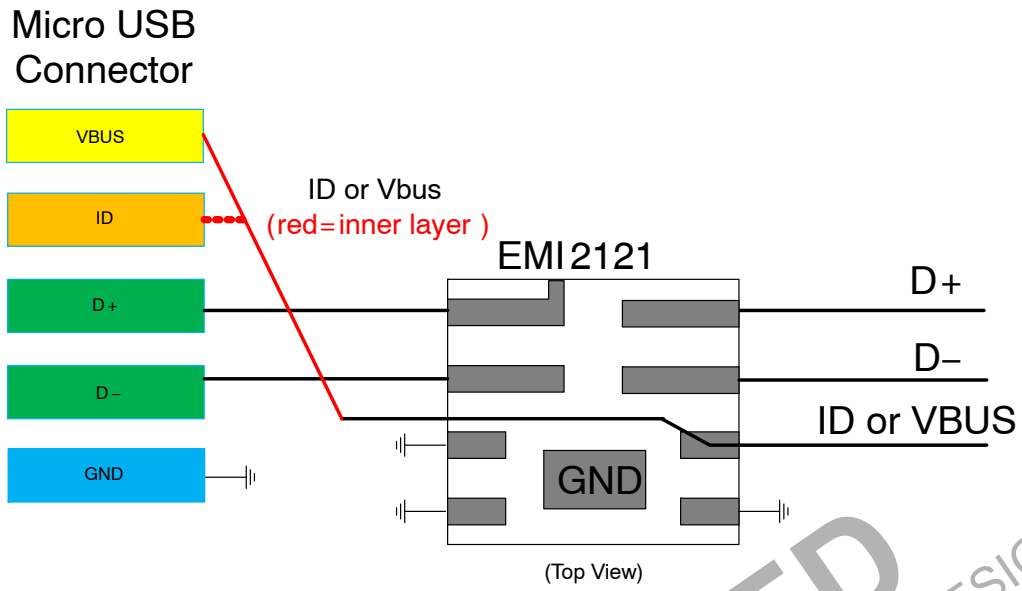 Micro USB
Connector
VBUS
ID
D+
D–
GND
ID or Vbus
(red=inner layer )
EMI2121
D+
D–
ID or VBUS
GND
(Top View)